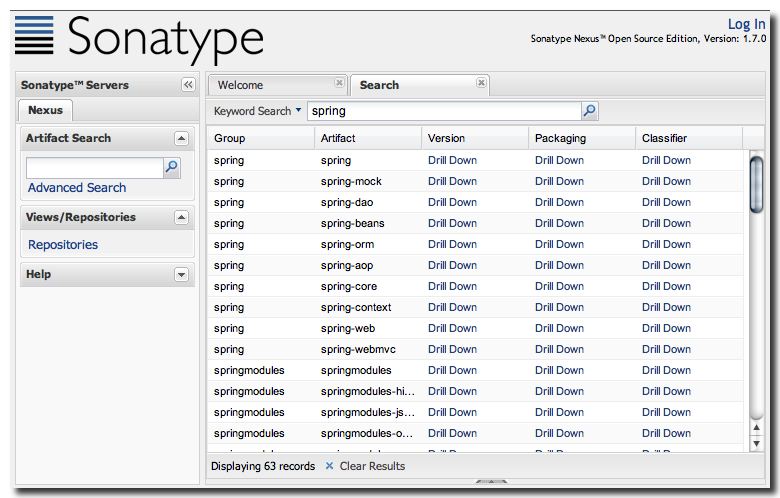 Sonatype
Log In
Sonatype Nexus™ Open Source Edition, Version: 1.7.0
Sonatype™ Servers
Nexus
Artifact Search
Advanced Search
Views/Repositories
Repositories
Help
Welcome
Search
Keyword Search spring
Group Artifact Version Packaging Classifier
spring spring Drill Down Drill Down Drill Down
spring spring-mock Drill Down Drill Down Drill Down
spring spring-dao Drill Down Drill Down Drill Down
spring spring-beans Drill Down Drill Down Drill Down
spring spring-orm Drill Down Drill Down Drill Down
spring spring-aop Drill Down Drill Down Drill Down
spring spring-core Drill Down Drill Down Drill Down
spring spring-context Drill Down Drill Down Drill Down
spring spring-web Drill Down Drill Down Drill Down
spring spring-webmvc Drill Down Drill Down Drill Down
springmodules springmodules Drill Down Drill Down Drill Down
springmodules springmodules-hi... Drill Down Drill Down Drill Down
springmodules springmodules-js... Drill Down Drill Down Drill Down
springmodules springmodules-o... Drill Down Drill Down Drill Down
Displaying 63 records Clear Results